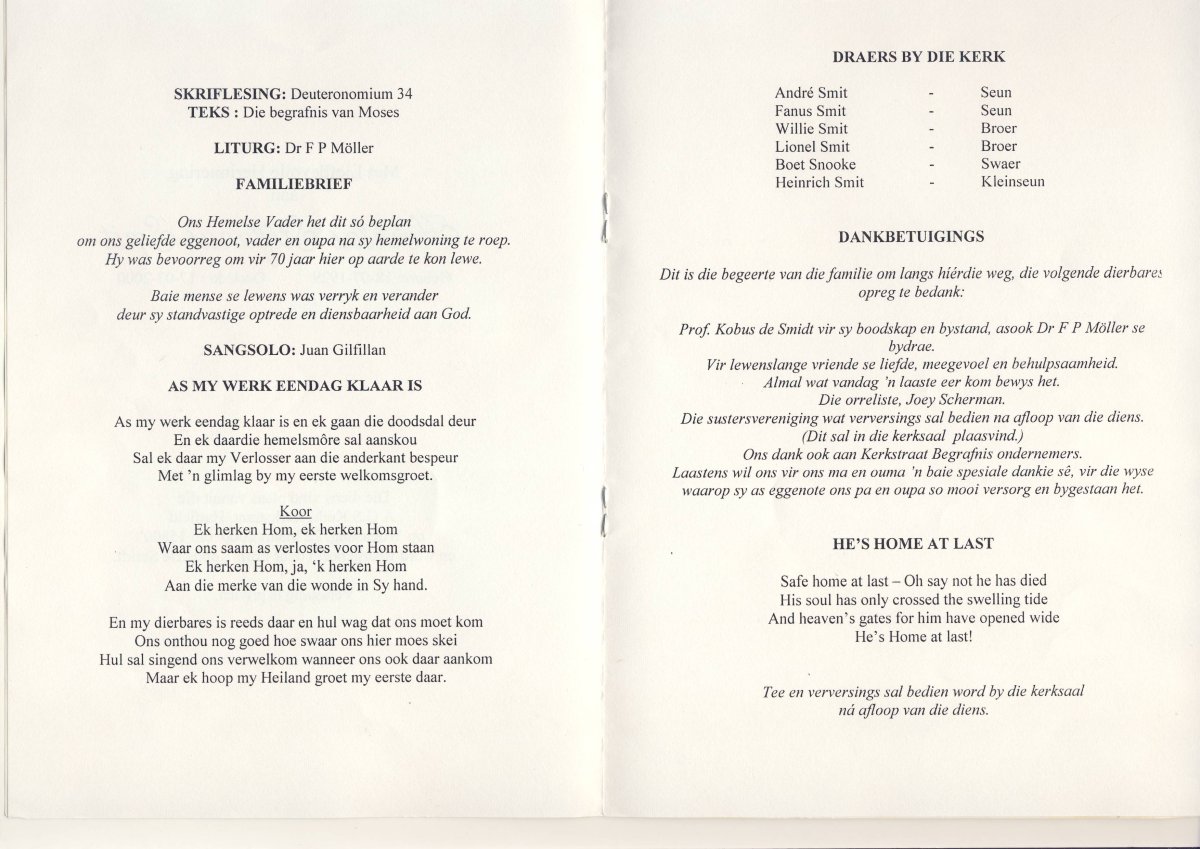 SKRIFLESING: Deuteronomium 34
TEKS : Die begrafnis van Moses
LITURG: Dr F P Möller
FAMILIEBRIEF
Ons Hemelse Vader het dit só beplan
om ons geliefde eggenoot, vader en oupa na sy hemelwoning te roep.
Hy was bevoorreg om vir 70 jaar hier op aarde te kon lewe.
Baie mense se lewens was verryk en verander
deur sy standvastige optrede en diensbaarheid aan God.
SANGSOLO: Juan Gilfillan
AS MY WERK EENDAG KLAAR IS
As my werk eendag klaar is en ek gaan die doodsdal deur
En ek daardie hemelsmôre sal aanskou
Sal ek daar my Verlosser aan die anderkant bespeur
Met ’n glimlag by my eerste welkomsgroet.
Koor
Ek herken Hom, ek herken Hom
Waar ons saam as verlostes voor Hom staan
Ek herken Hom, ja, ‘k herken Hom
Aan die merke van die wonde in Sy hand.
En my dierbares is reeds daar en hul wag dat ons moet kom
Ons onthou nog goed hoe swaar ons hier moes skei
Hul sal singend ons verwelkom wanneer ons ook daar aankom
Maar ek hoop my Heiland groet my eerste daar.
DRAERS BY DIE KERK
André Smit - Seun
Fanus Smit - Seun
Willie Smit - Broer
Lionel Smit - Broer
Boet Snooke - Swaer
Heinrich Smit - Kleinseun
DANKBETUIGINGS
Dit is die begeerte van die familie om langs híérdie weg, die volgende dierbares
opreg te bedank:
Prof. Kobus de Smidt vir sy boodskap en bystand, asook Dr F P Möller se
bydrae.
Vir lewenslange vriende se liefde, meegevoel en behulpsaamheid.
Almal wat vandag ’n laaste eer kom bewys het.
Die orreliste, Joey Scherman.
Die sustersvereniging wat verversings sal bedien na afloop van die diens.
(Dit sal in die kerksaal plaasvind.)
Ons dank ook aan Kerkstraat Begrafnis ondernemers.
Laastens wil ons vir ons ma en ouma ’n baie spesiale dankie sê, vir die wyse
waarop sy as eggenote ons pa en oupa so mooi versorg en bygestaan het.
HE’S HOME AT LAST
Safe home at last – Oh say not he has died
His soul has only crossed the swelling tide
And heaven’s gates for him have opened wide
He’s Home at last!
Tee en verversings sal bedien word by die kerksaal
ná afloop van die diens.